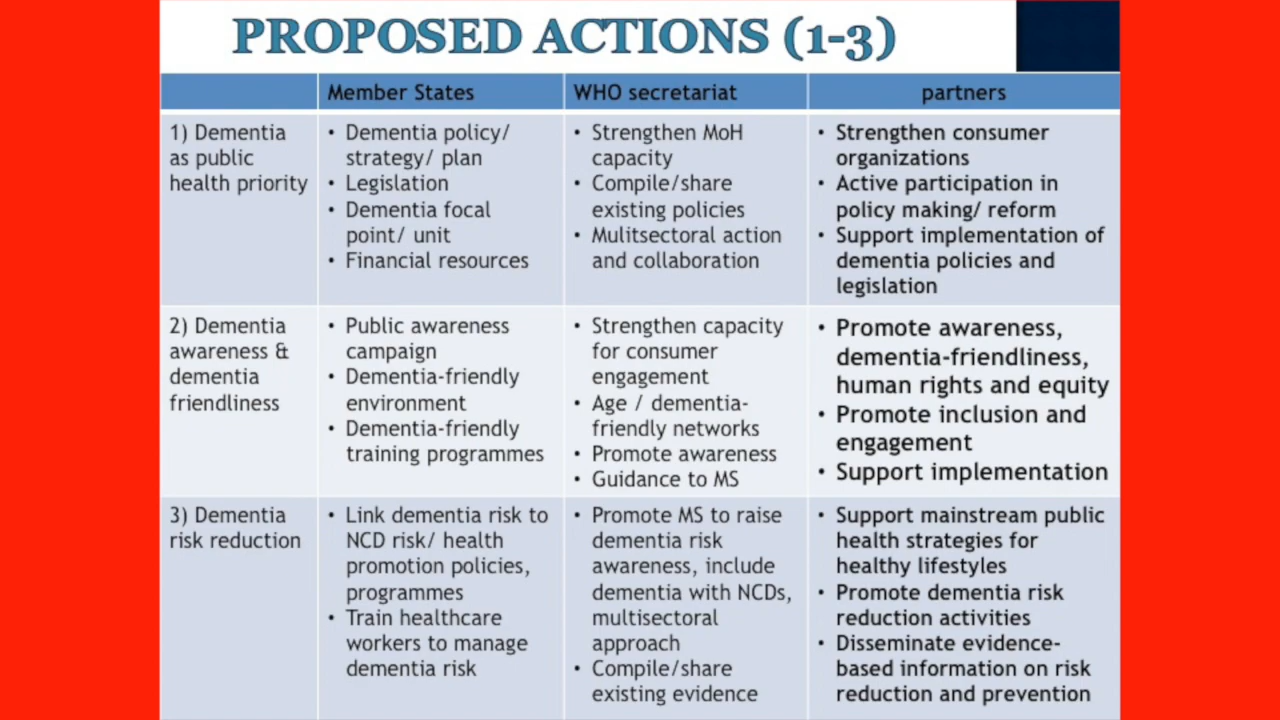 PROPOSED ACTIONS (1-3)
Member States
WHO secretariat
partners
1) Dementia
as public
health priority
• Dementia policy/
strategy/ plan
• Legislation
• Dementia focal
point/ unit
• Financial resources
• Strengthen MoH
capacity
• Compile/share
existing policies
• Mulitsectoral action
and collaboration
• Strengthen consumer
organizations
• Active participation in
policy making/ reform
• Support implementation of
dementia policies and
legislation
2) Dementia
awareness &
dementia
friendliness
• Public awareness
campaign
• Dementia-friendly
environment
• Dementia-friendly
training programmes
• Strengthen capacity
for consumer
engagement
• Age / dementia-
friendly networks
• Promote awareness
• Guidance to MS
• Promote awareness,
dementia-friendliness,
human rights and equity
• Promote inclusion and
engagement
• Support implementation
3) Dementia
risk reduction
• Link dementia risk to
NCD risk/ health
promotion policies,
programmes
• Train healthcare
workers to manage
dementia risk
• Promote MS to raise
dementia risk
awareness, include
dementia with NCDs,
multisectoral
approach
• Compile/share
existing evidence
• Support mainstream public
health strategies for
healthy lifestyles
• Promote dementia risk
reduction activities
• Disseminate evidence-
based information on risk
reduction and prevention